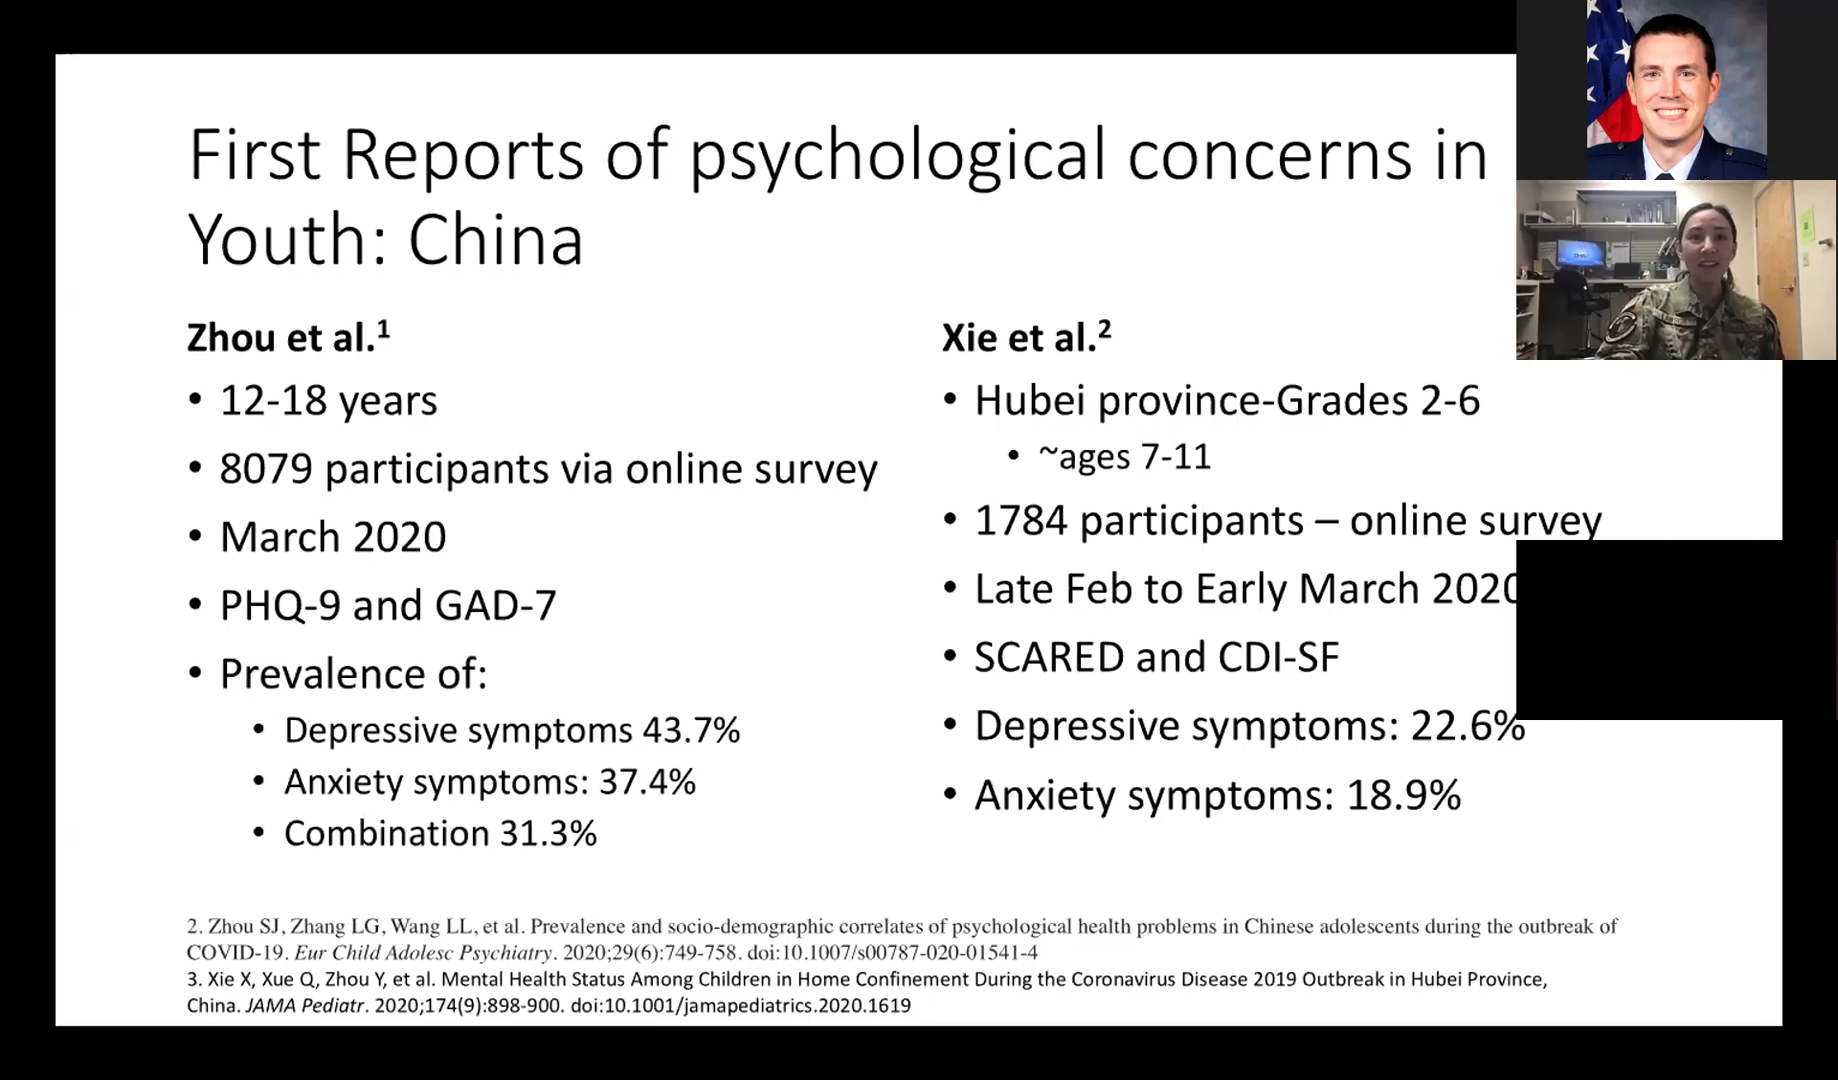 First Reports of psychological concerns in
Youth: China
Zhou et al.1
• 12-18 years
• 8079 participants via online survey
• March 2020
• PHQ-9 and GAD-7
• Prevalence of:
• Depressive symptoms 43.7%
• Anxiety symptoms: 37.4%
• Combination 31.3%
Xie et al.2
• Hubei province-Grades 2-6
• ~ages 7-11
• 1784 participants – online survey
• Late Feb to Early March 2020
• SCARED and CDI-SF
• Depressive symptoms: 22.6%
• Anxiety symptoms: 18.9%
2. Zhou SJ, Zhang LG, Wang LL, et al. Prevalence and socio-demographic correlates of psychological health problems in Chinese adolescents during the outbreak of
COVID-19. Eur Child Adolesc Psychiatry. 2020;29(6):749-758. doi:10.1007/s00787-020-01541-4
3. Xie X, Xue Q, Zhou Y, et al. Mental Health Status Among Children in Home Confinement During the Coronavirus Disease 2019 Outbreak in Hubei Province,
China. JAMA Pediatr. 2020;174(9):898-900. doi:10.1001/jamapediatrics.2020.1619